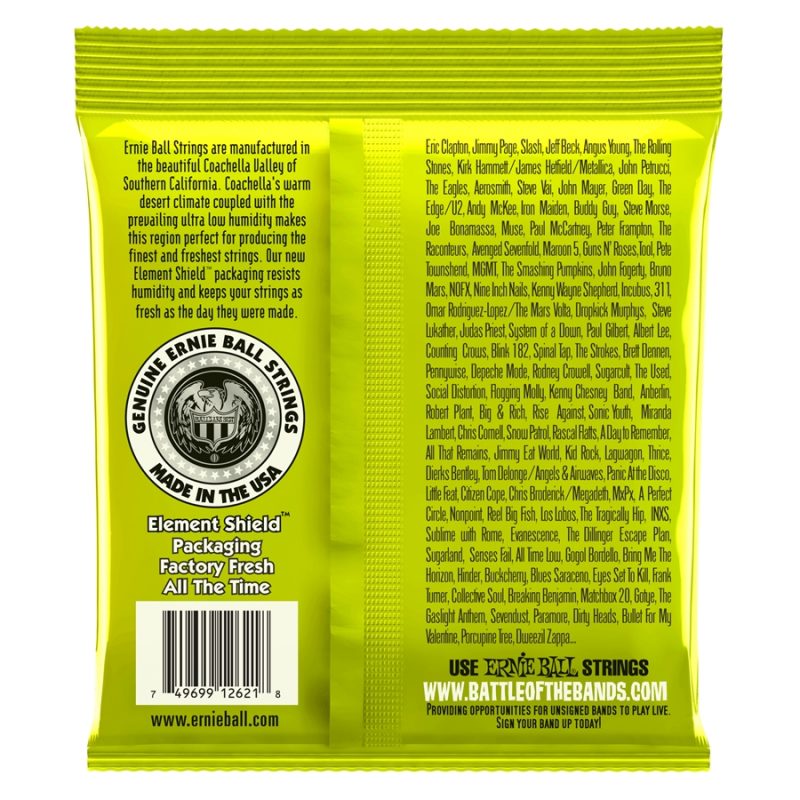 Ernie Ball Strings are manufactured in
the beautiful Coachella Valley of
Southern California. Coachella's warm
desert climate coupled with the
prevailing ultra low humidity makes
this region perfect for producing the
finest and freshest strings. Our new
Element Shield™ packaging resists
humidity and keeps your strings as
fresh as the day they were made.
GENUINE ERNIE BALL STRINGS
MADE IN THE USA
Element Shield™
Packaging
Factory Fresh
All The Time
7 49699 12621 8
www.ernieball.com
Eric Clapton, Jimmy Page, Slash, Jeff Beck, Angus Young, The Rolling
Stones, Kirk Hammett/James Hetfield/Metallica, John Petrucci,
The Eagles, Aerosmith, Steve Vai, John Mayer, Green Day, The
Edge/U2, Andy McKee, Iron Maiden, Buddy Guy, Steve Morse,
Joe Bonamassa, Muse, Paul McCartney, Peter Frampton, The
Raconteurs, Avenged Sevenfold, Maroon 5, Guns N' Roses,Tool, Pete
Townshend, MGMT, The Smashing Pumpkins, John Fogerty, Bruno
Mars, NOFX, Nine Inch Nails, Kenny Wayne Shepherd, Incubus, 311,
Omar Rodriguez-Lopez/The Mars Volta, Dropkick Murphys, Steve
Lukather, Judas Priest, System of a Down, Paul Gilbert, Albert Lee,
Counting Crows, Blink 182, Spinal Tap, The Strokes, Brett Dennen,
Pennywise, Depeche Mode, Rodney Crowell, Sugarcult, The Used,
Social Distortion, Flogging Molly, Kenny Chesney Band, Anberlin,
Robert Plant, Big & Rich, Rise Against, Sonic Youth, Miranda
Lambert, Chris Cornell, Snow Patrol, Rascal Flatts, A Day to Remember,
All That Remains, Jimmy Eat World, Kid Rock, Lagwagon, Thrice,
Dierks Bentley, Tom Delonge/Angels & Airwaves, Panic At the Disco,
Little Feat, Citizen Cope, Chris Broderick/Megadeth, MxPx, A Perfect
Circle, Nonpoint, Reel Big Fish, Los Lobos, The Tragically Hip, INXS,
Sublime with Rome, Evanescence, The Dillinger Escape Plan,
Sugarland, Senses Fail, All Time Low, Gogol Bordello, Bring Me The
Horizon, Hinder, Buckcherry, Blues Saraceno, Eyes Set To Kill, Frank
Turner, Collective Soul, Breaking Benjamin, Matchbox 20, Gotye, The
Gaslight Anthem, Sevendust, Paramore, Dirty Heads, Bullet For My
Valentine, Porcupine Tree, Dweezil Zappa...
USE ERNIE BALL STRINGS
WWW.BATTLEOFTHEBANDS.COM
PROVIDING OPPORTUNITIES FOR UNSIGNED BANDS TO PLAY LIVE.
SIGN YOUR BAND UP TODAY!